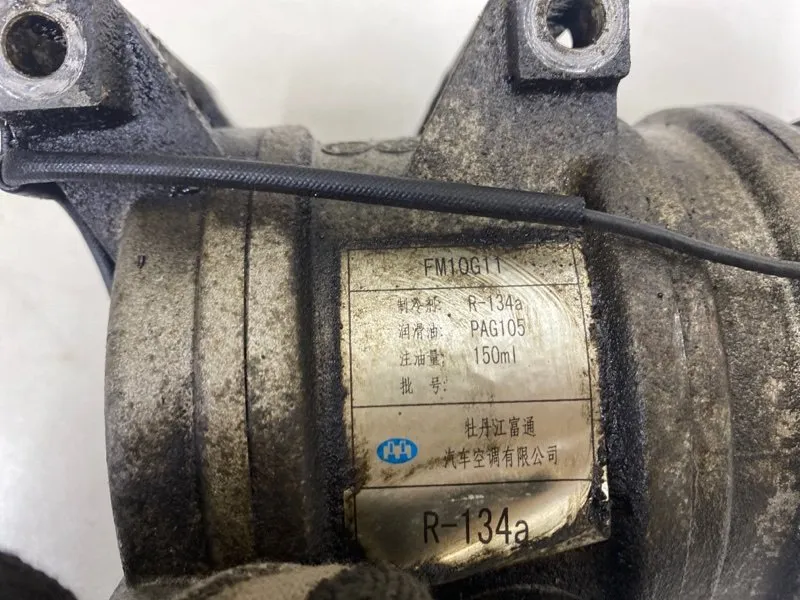 FM10G11
制冷剂: R-134a
润滑油: PAG105
注油量: 150ml
批 号:
牡丹江富通
汽车空调有限公司
R-134a